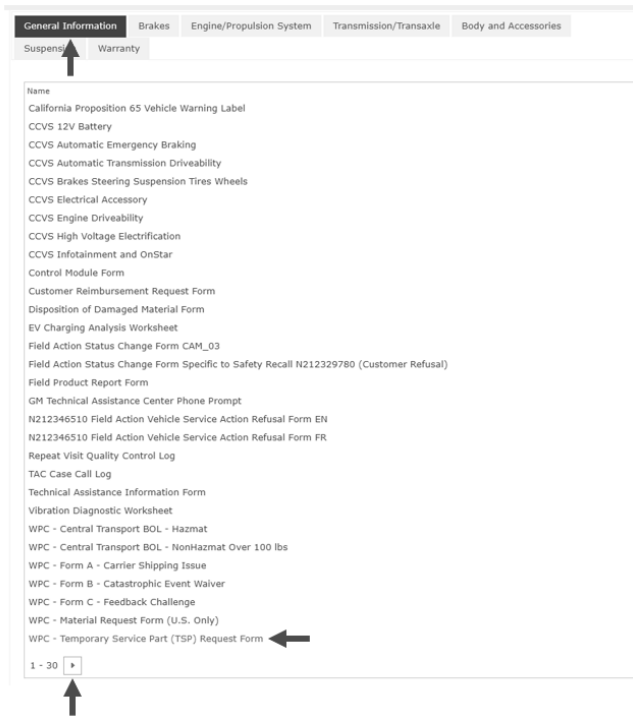 General Information Brakes Engine/Propulsion System Transmission/Transaxle Body and Accessories
Warranty
Name
California Proposition 65 Vehicle Warning Label
CCVS 12V Battery
CCVS Automatic Emergency Braking
CCVS Automatic Transmission Driveability
CCVS Brakes Steering Suspension Tires Wheels
CCVS Electrical Accessory
CCVS Engine Driveability
CCVS High Voltage Electrification
CCVS Infotainment and OnStar
Control Module Form
Customer Reimbursement Request Form
Disposition of Damaged Material Form
EV Charging Analysis Worksheet
Field Action Status Change Form CAM_03
Field Action Status Change Form Specific to Safety Recall N212329780 (Customer Refusal)
Field Product Report Form
GM Technical Assistance Center Phone Prompt
N212346510 Field Action Vehicle Service Action Refusal Form EN
N212346510 Field Action Vehicle Service Action Refusal Form FR
Repeat Visit Quality Control Log
TAC Case Call Log
Technical Assistance Information Form
Vibration Diagnostic Worksheet
WPC - Central Transport BOL - Hazmat
WPC - Central Transport BOL - NonHazmat Over 100 lbs
WPC - Form A - Carrier Shipping Issue
WPC - Form B - Catastrophic Event Waiver
WPC - Form C - Feedback Challenge
WPC - Material Request Form (U.S. Only)
WPC - Temporary Service Part (TSP) Request Form
1 - 30